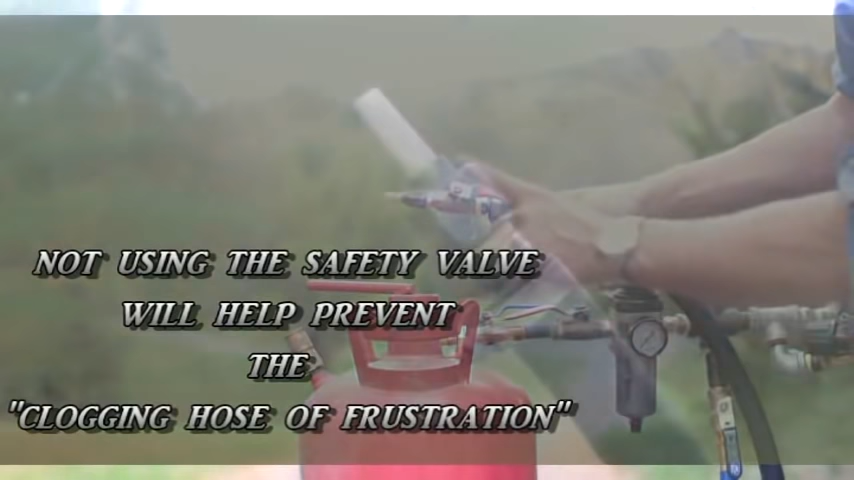 NOT USING THE SAFETY VALVE
WILL HELP PREVENT
THE
"CLOGGING HOSE OF FRUSTRATION"